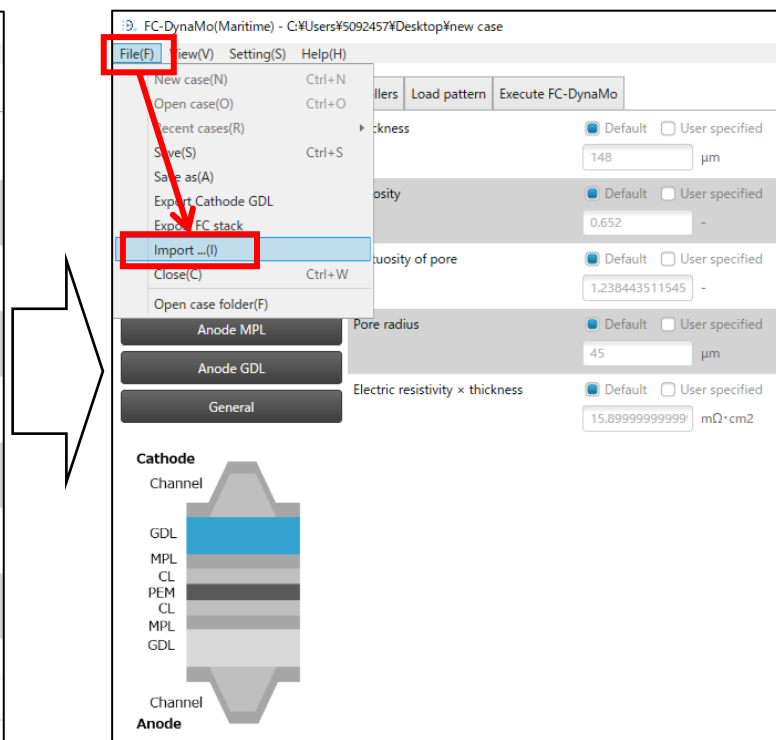 FC-DynaMo(Maritime) - C:¥Users¥5092457¥Desktop¥new case
File(F) View(V) Setting(S) Help(H)
New case(N) Ctrl+N
Open case(O) Ctrl+O
Recent cases(R)
Save(S) Ctrl+S
Save as(A)
Export Cathode GDL
Export FC stack
Import ...(I)
Close(C) Ctrl+W
Open case folder(F)
Load pattern Execute FC-DynaMo
Default User specified
148 μm
Default User specified
0.652 -
of pore Default User specified
1.238443511545 -
Anode MPL
Pore radius Default User specified
45 μm
Anode GDL
Electric resistivity × thickness Default User specified
15.89999999999 mΩ･cm2
General
Cathode
Channel
GDL
MPL
CL
PEM
CL
MPL
GDL
Channel
Anode